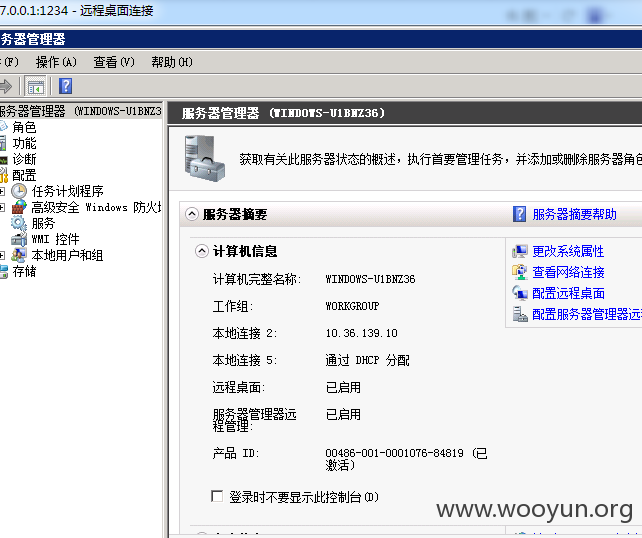 7.0.0.1:1234 - 远程桌面连接
务器管理器
(F) 操作(A) 查看(V) 帮助(H)
服务器管理器 (WINDOWS-U1BNZ3
角色
功能
诊断
配置
任务计划程序
高级安全 Windows 防火
服务
WMI 控件
本地用户和组
存储
服务器管理器 (WINDOWS-U1BNZ36)
获取有关此服务器状态的概述，执行首要管理任务，并添加或删除服务器角色
服务器摘要
服务器摘要帮助
计算机信息
计算机完整名称: WINDOWS-U1BNZ36
工作组: WORKGROUP
本地连接 2: 10.36.139.10
本地连接 5: 通过 DHCP 分配
远程桌面: 已启用
服务器管理器远程管理: 已启用
产品 ID: 00486-001-0001076-84819 (已
激活)
登录时不要显示此控制台(D)
更改系统属性
查看网络连接
配置远程桌面
配置服务器管理器远
www.wooyun.org